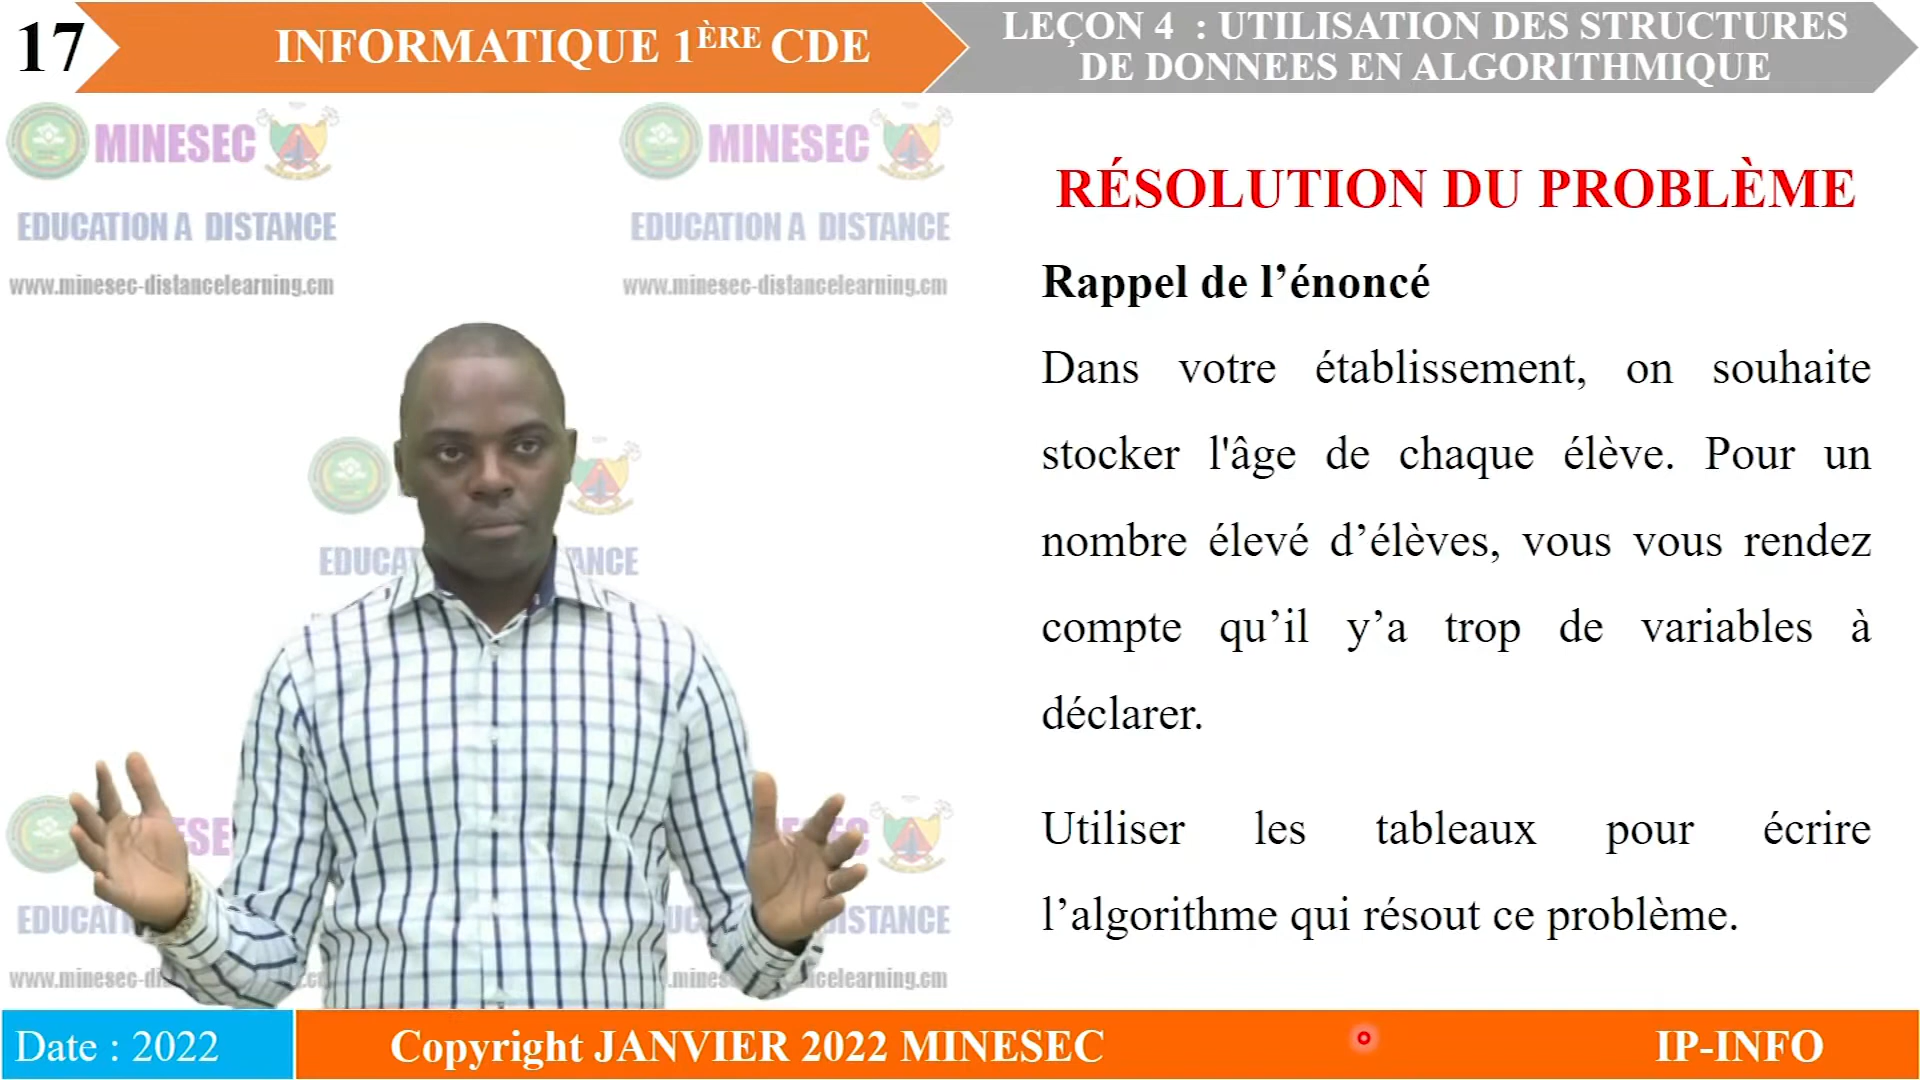 17
INFORMATIQUE 1ÈRE CDE
LEÇON 4 : UTILISATION DES STRUCTURES
DE DONNEES EN ALGORITHMIQUE
MINESEC
EDUCATION A DISTANCE
www.minesec-distancelearning.cm
MINESEC
EDUCATION A DISTANCE
www.minesec-distancelearning.cm
RÉSOLUTION DU PROBLÈME
Rappel de l’énoncé
Dans votre établissement, on souhaite
stocker l'âge de chaque élève. Pour un
nombre élevé d’élèves, vous vous rendez
compte qu’il y’a trop de variables à
déclarer.
Utiliser les tableaux pour écrire
l’algorithme qui résout ce problème.
Date : 2022
Copyright JANVIER 2022 MINESEC
IP-INFO